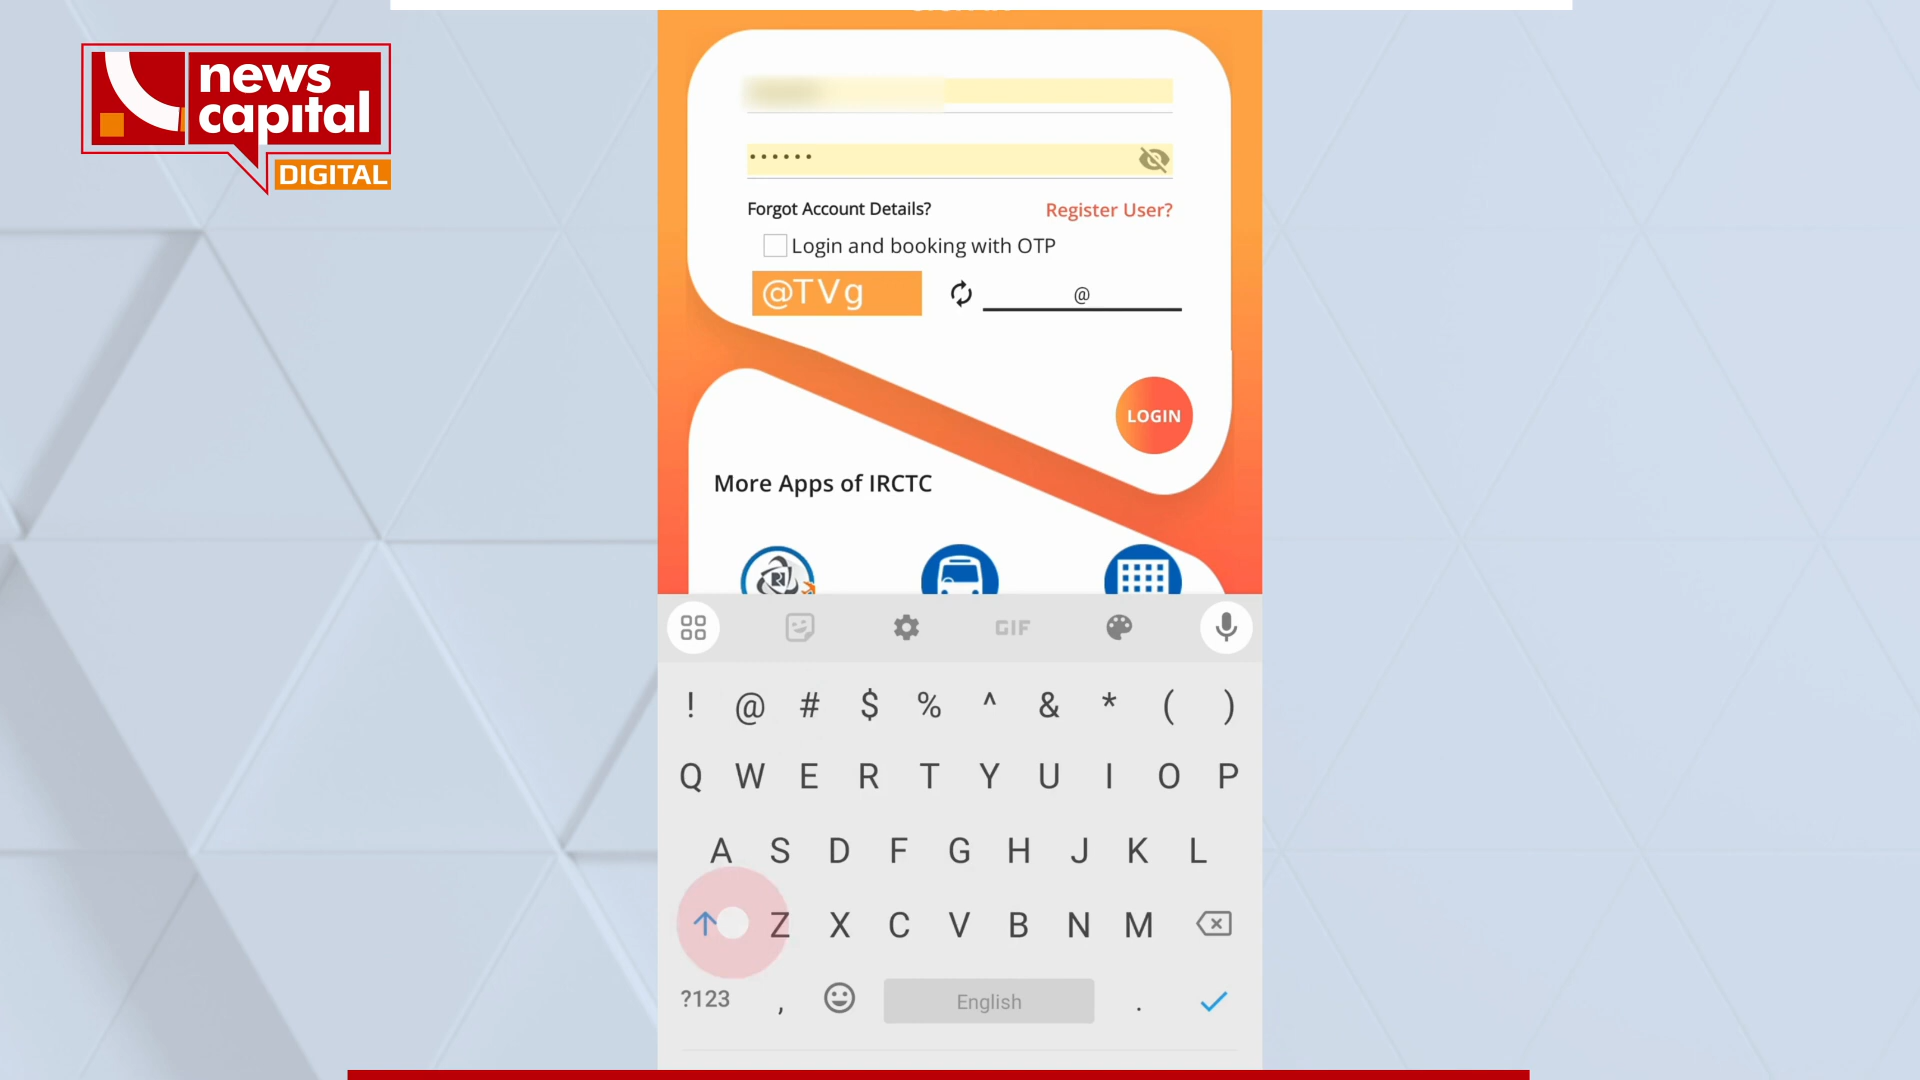 news
capital
DIGITAL
••••••
Forgot Account Details?
Register User?
Login and booking with OTP
@TVg
@
LOGIN
More Apps of IRCTC
GIF
! @ # $ % ^ & * ( )
Q W E R T Y U I O P
A S D F G H J K L
Z X C V B N M
?123 , English .